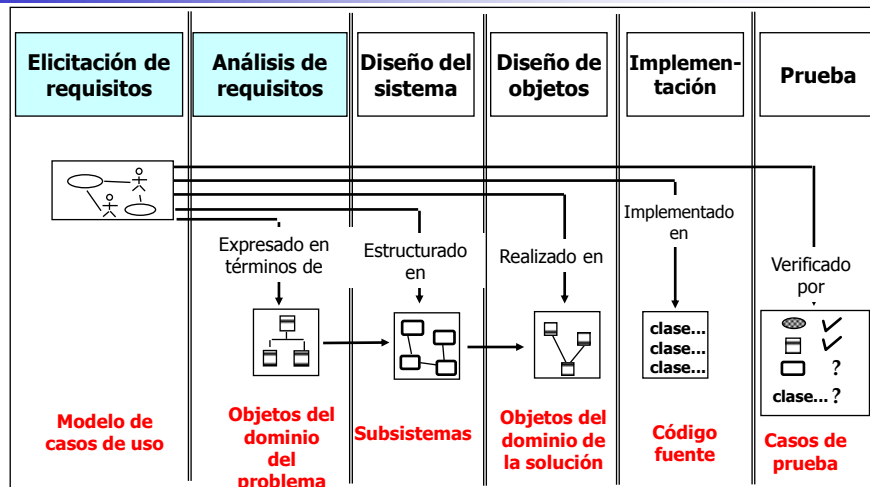 Elicitación de
requisitos
Análisis de
requisitos
Diseño del
sistema
Diseño de
objetos
Implemen-
tación
Prueba
Expresado en
términos de
Estructurado
en
Realizado en
Implementado
en
Verificado
por
clase...
clase...
clase...
?
clase... ?
Modelo de
casos de uso
Objetos del
dominio
del
problema
Subsistemas
Objetos del
dominio de
la solución
Código
fuente
Casos de
prueba